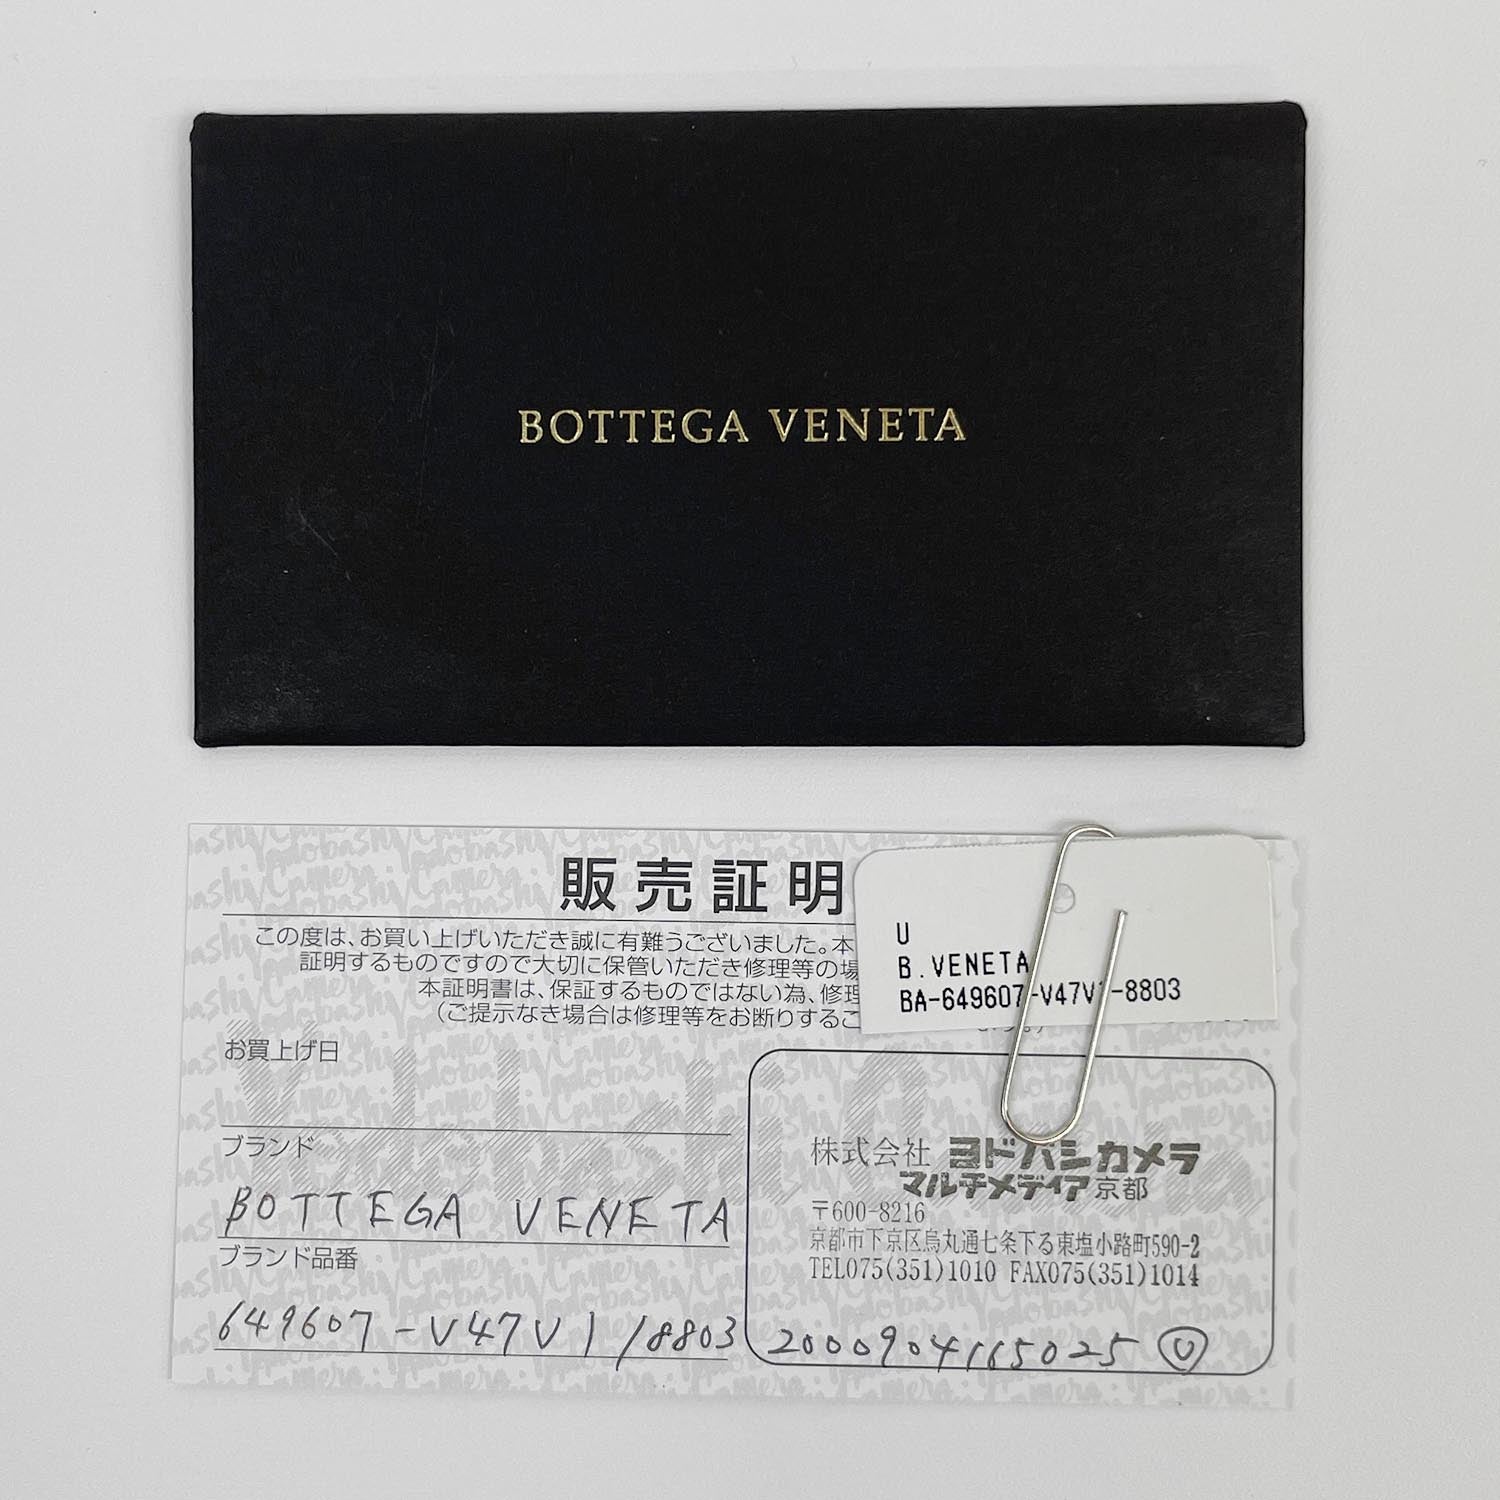 BOTTEGA VENETA
販売証明
この度は、お買い上げいただき誠に有難うございました。本
証明するものですので大切に保管いただき修理等の場
本証明書は、保証するものではない為、修理
(ご提示なき場合は修理等をお断りするこ
U
B.VENETA
BA-649607-V47V1-8803
お買上げ日
ブランド
BOTTEGA VENETA
ブランド品番
649607-V47V1/8803
株式会社 ヨドバシカメラ
マルチメディア京都
〒600-8216
京都市下京区烏丸通七条下る東塩小路町590-2
TEL075(351)1010 FAX075(351)1014
2000904165025 U